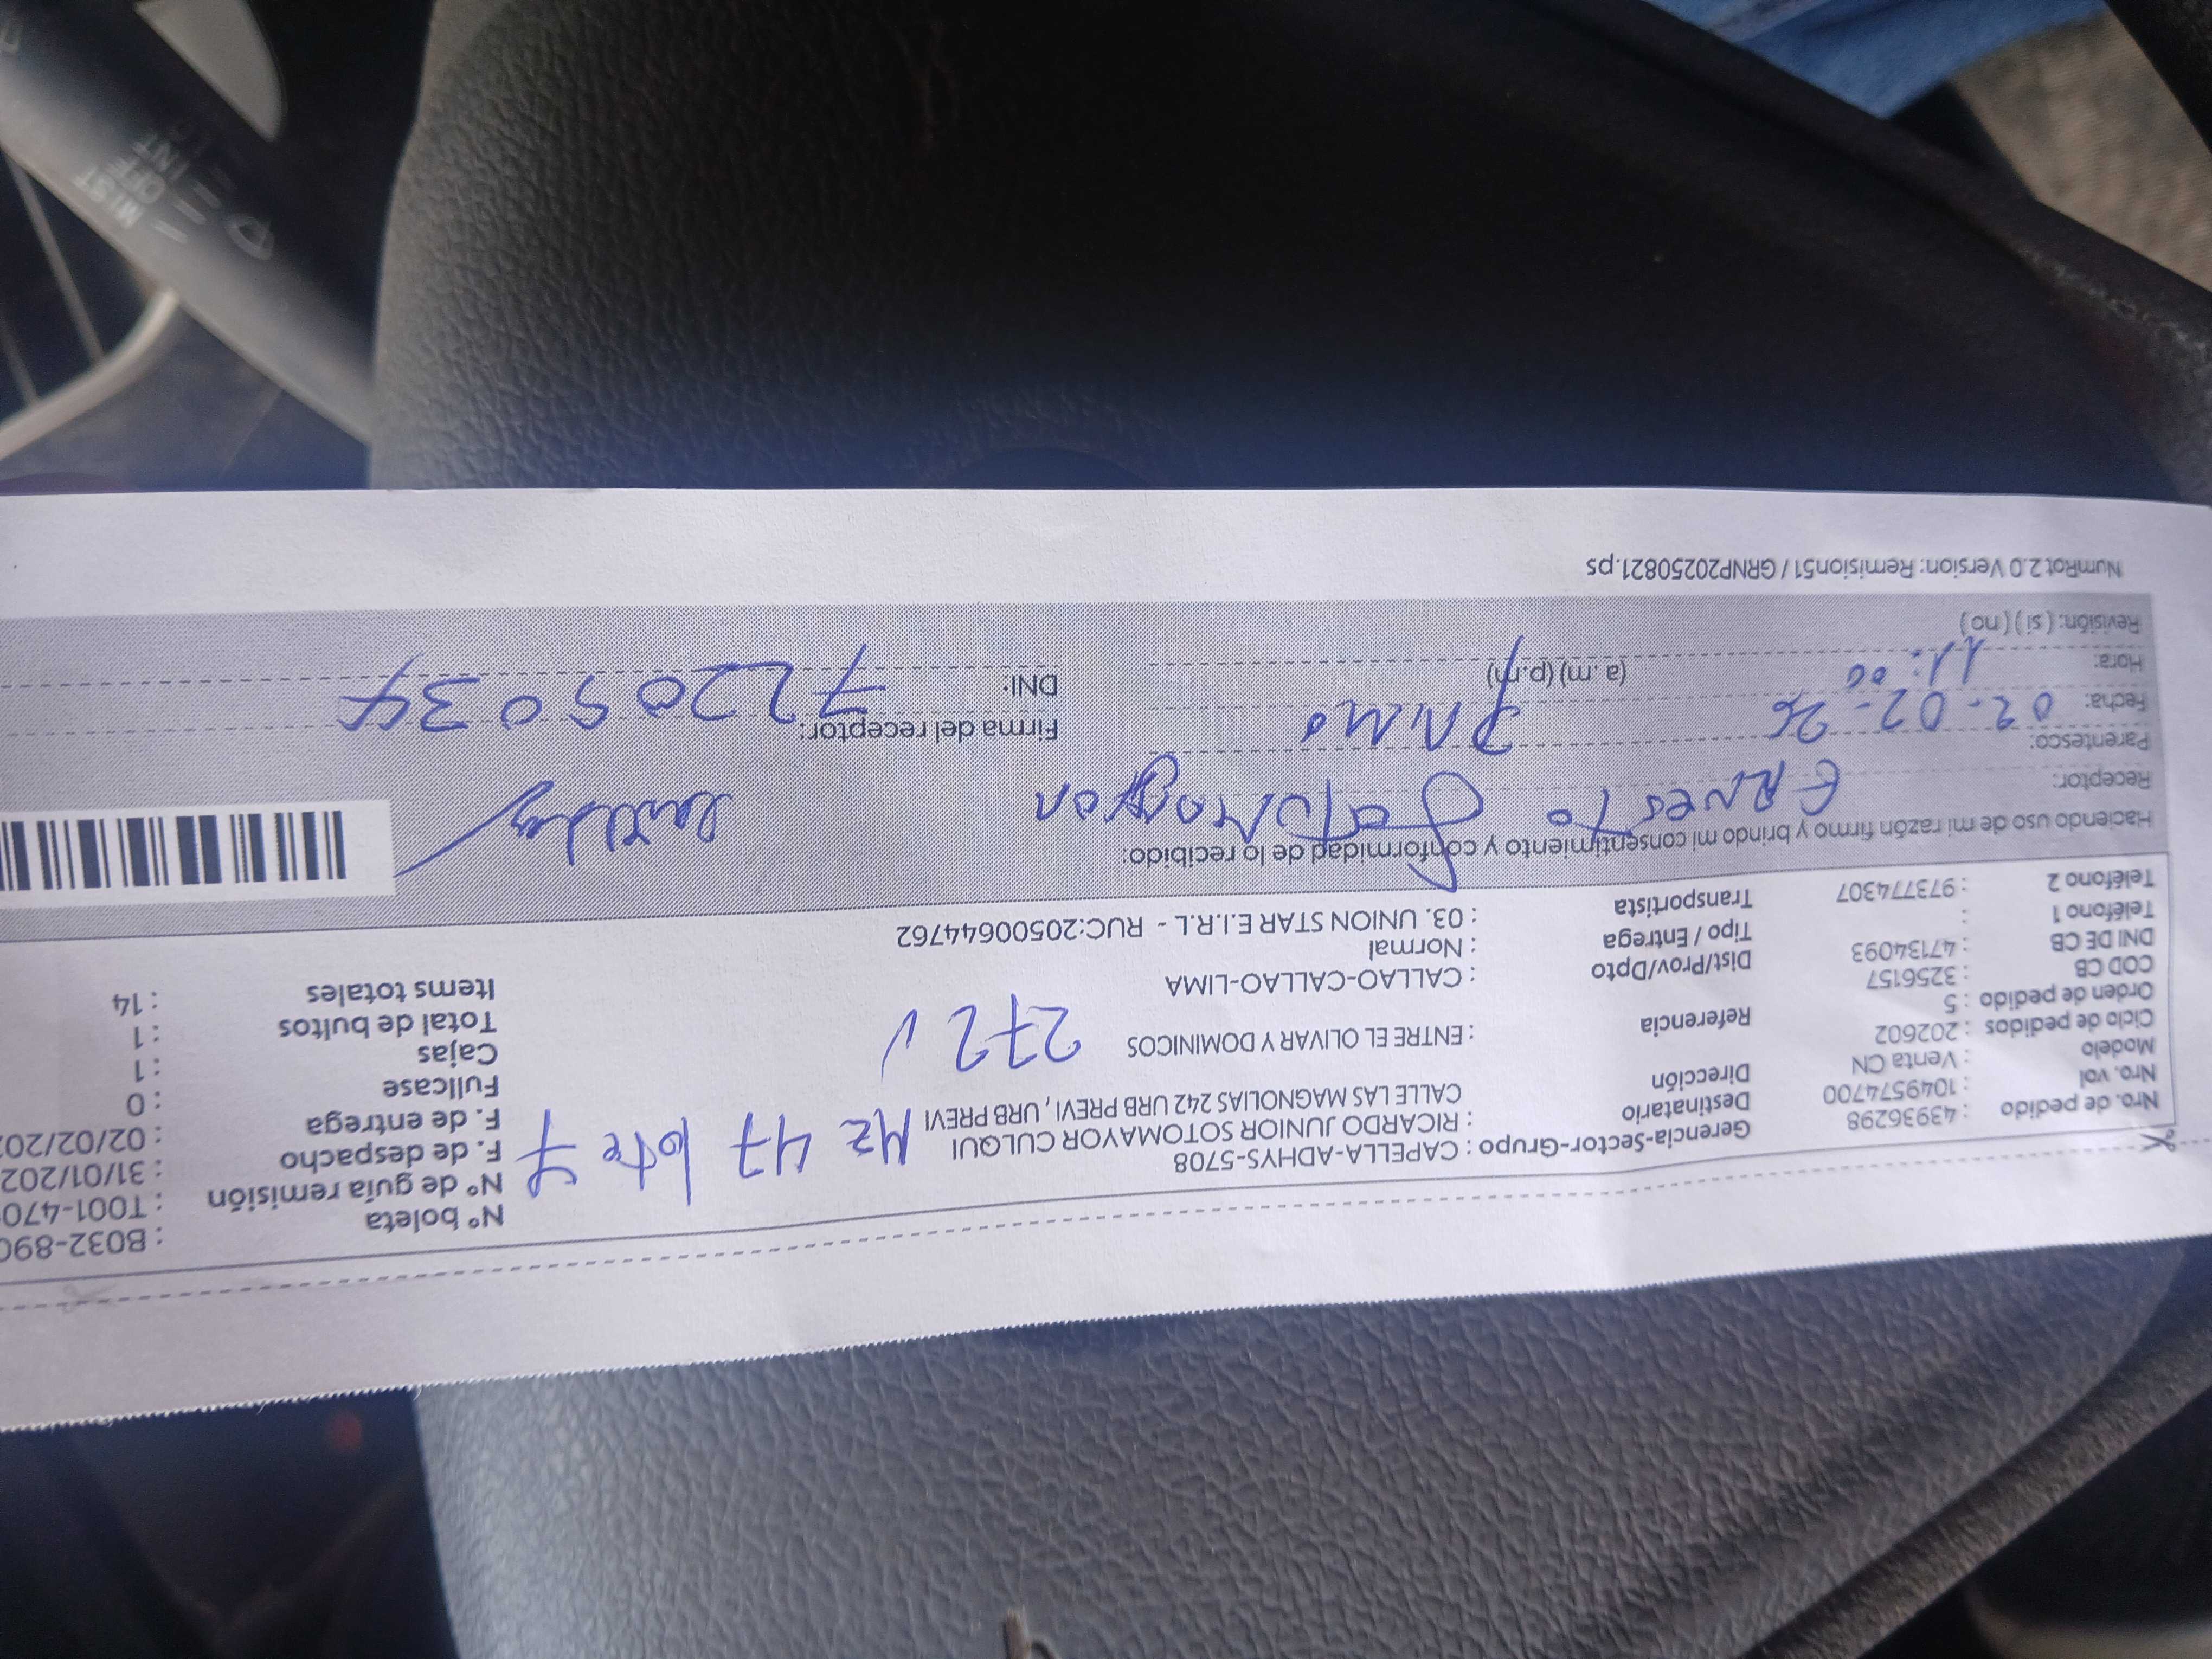 B032-890
Nº boleta : T001-470
Nº de guía remisión : 31/01/202
F. de despacho : 02/02/202
F. de entrega : 0
Fullcase : 1
Cajas : 1
Total de bultos : 14
Items totales
Nro. de pedido : 43936298
Nro. vol : 1049574700
Modelo : Venta CN
Ciclo de pedidos : 202602
Orden de pedido : 5
COD CB : 3256157
DNI DE CB : 47134093
Teléfono 1 :
Teléfono 2 : 973774307
Gerencia-Sector-Grupo : CAPELLA-ADHYS-5708
Destinatario : RICARDO JUNIOR SOTOMAYOR CULQUI
Dirección CALLE LAS MAGNOLIAS 242 URB PREVI , URB PREVI
Mz 47 lote 7
Referencia : ENTRE EL OLIVAR Y DOMINICOS
272
Dist/Prov/Dpto : CALLAO-CALLAO-LIMA
Tipo / Entrega : Normal
Transportista : 03. UNION STAR E.I.R.L - RUC:20500644762
Haciendo uso de mi razón firmo y brindo mi consentimiento y conformidad de lo recibido:
Receptor: ERNESTO
Parentesco: PRIMO
Fecha: 02-02-26
Hora: 11:00 (a .m) (p.m)
Revisión: ( si ) ( no )
Firma del receptor:
DNI:
NumRot 2.0 Version: Remision51 / GRNP20250821.ps
MIST
OFF
INT